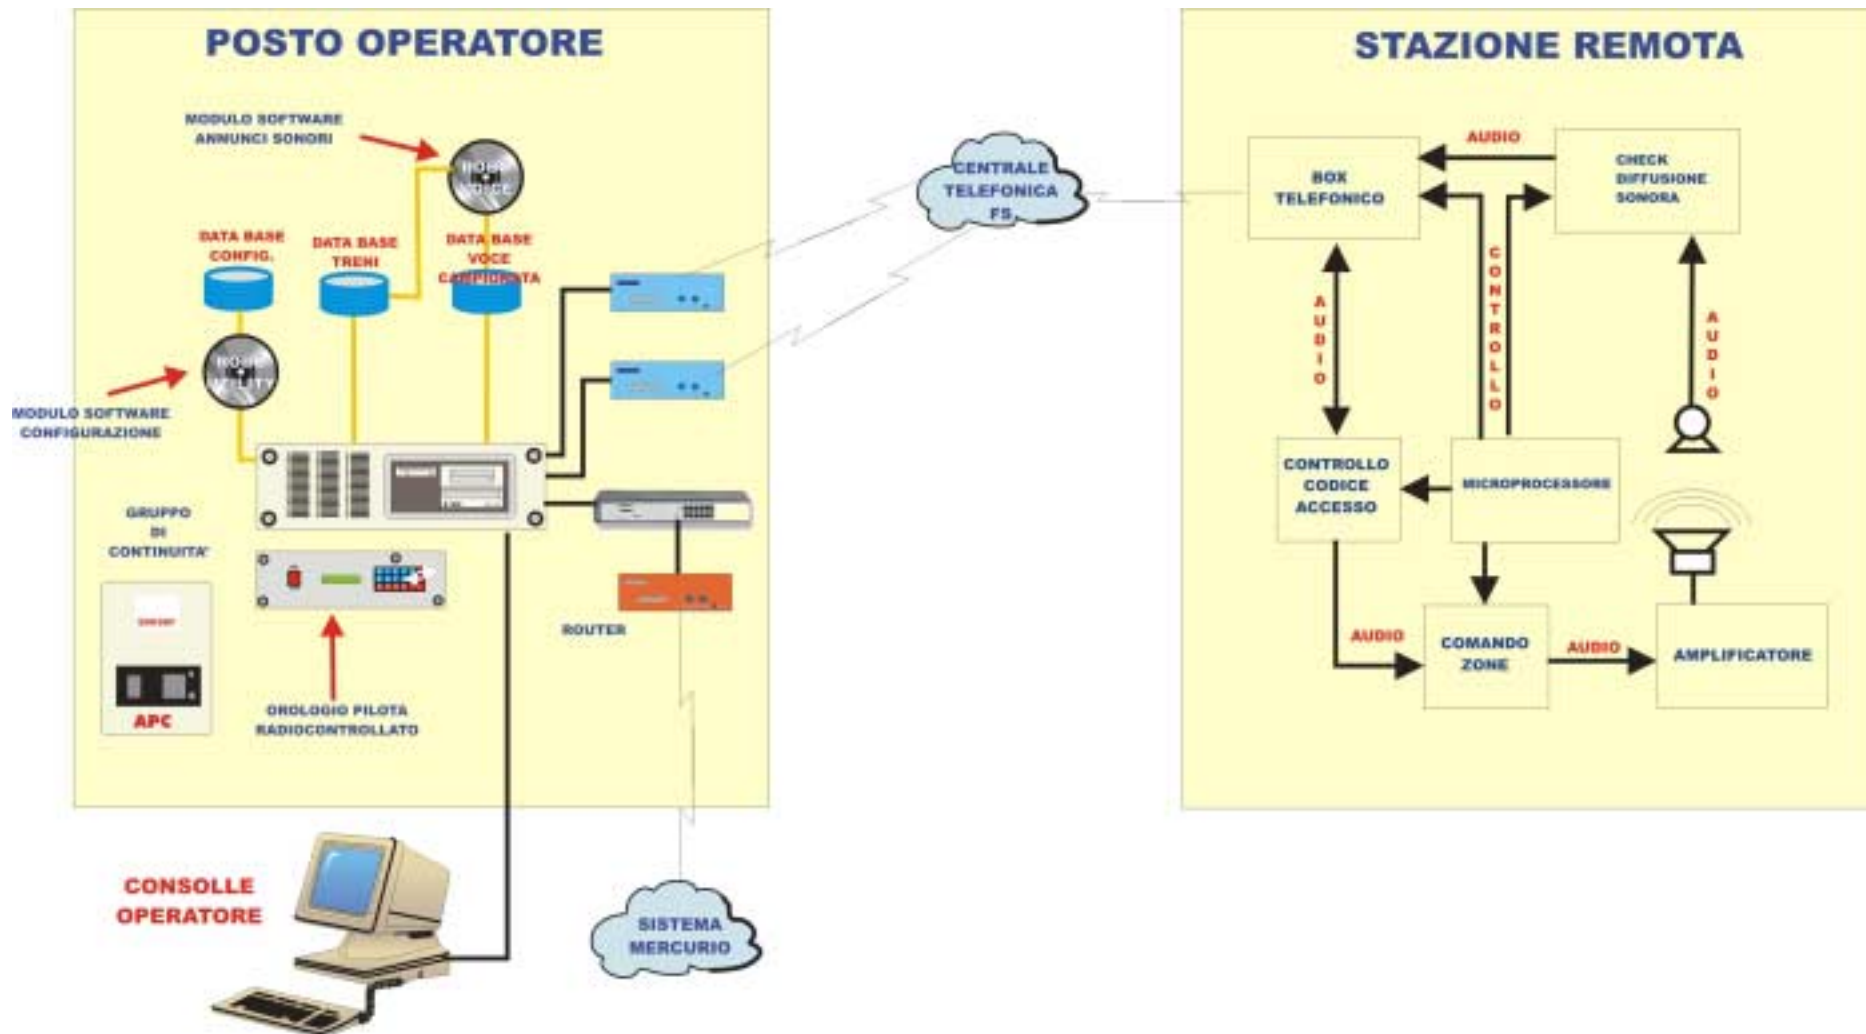 POSTO OPERATORE
MODULO SOFTWARE
ANNUNCI SONORI
DATA BASE
CONFIG.
DATA BASE
TRENI
DATA BASE
VOCE
CAMPIONATA
MODULO SOFTWARE
CONFIGURAZIONE
GRUPPO
DI
CONTINUITA'
APC
OROLOGIO PILOTA
RADIOCONTROLLATO
ROUTER
CONSOLLE
OPERATORE
SISTEMA
MERCURIO
CENTRALE
TELEFONICA
FS
STAZIONE REMOTA
BOX
TELEFONICO
AUDIO
CHECK
DIFFUSIONE
SONORA
AUDIO
CONTROLLO
AUDIO
CONTROLLO
CODICE
ACCESSO
MICROPROCESSORE
AUDIO
COMANDO
ZONE
AUDIO
AMPLIFICATORE